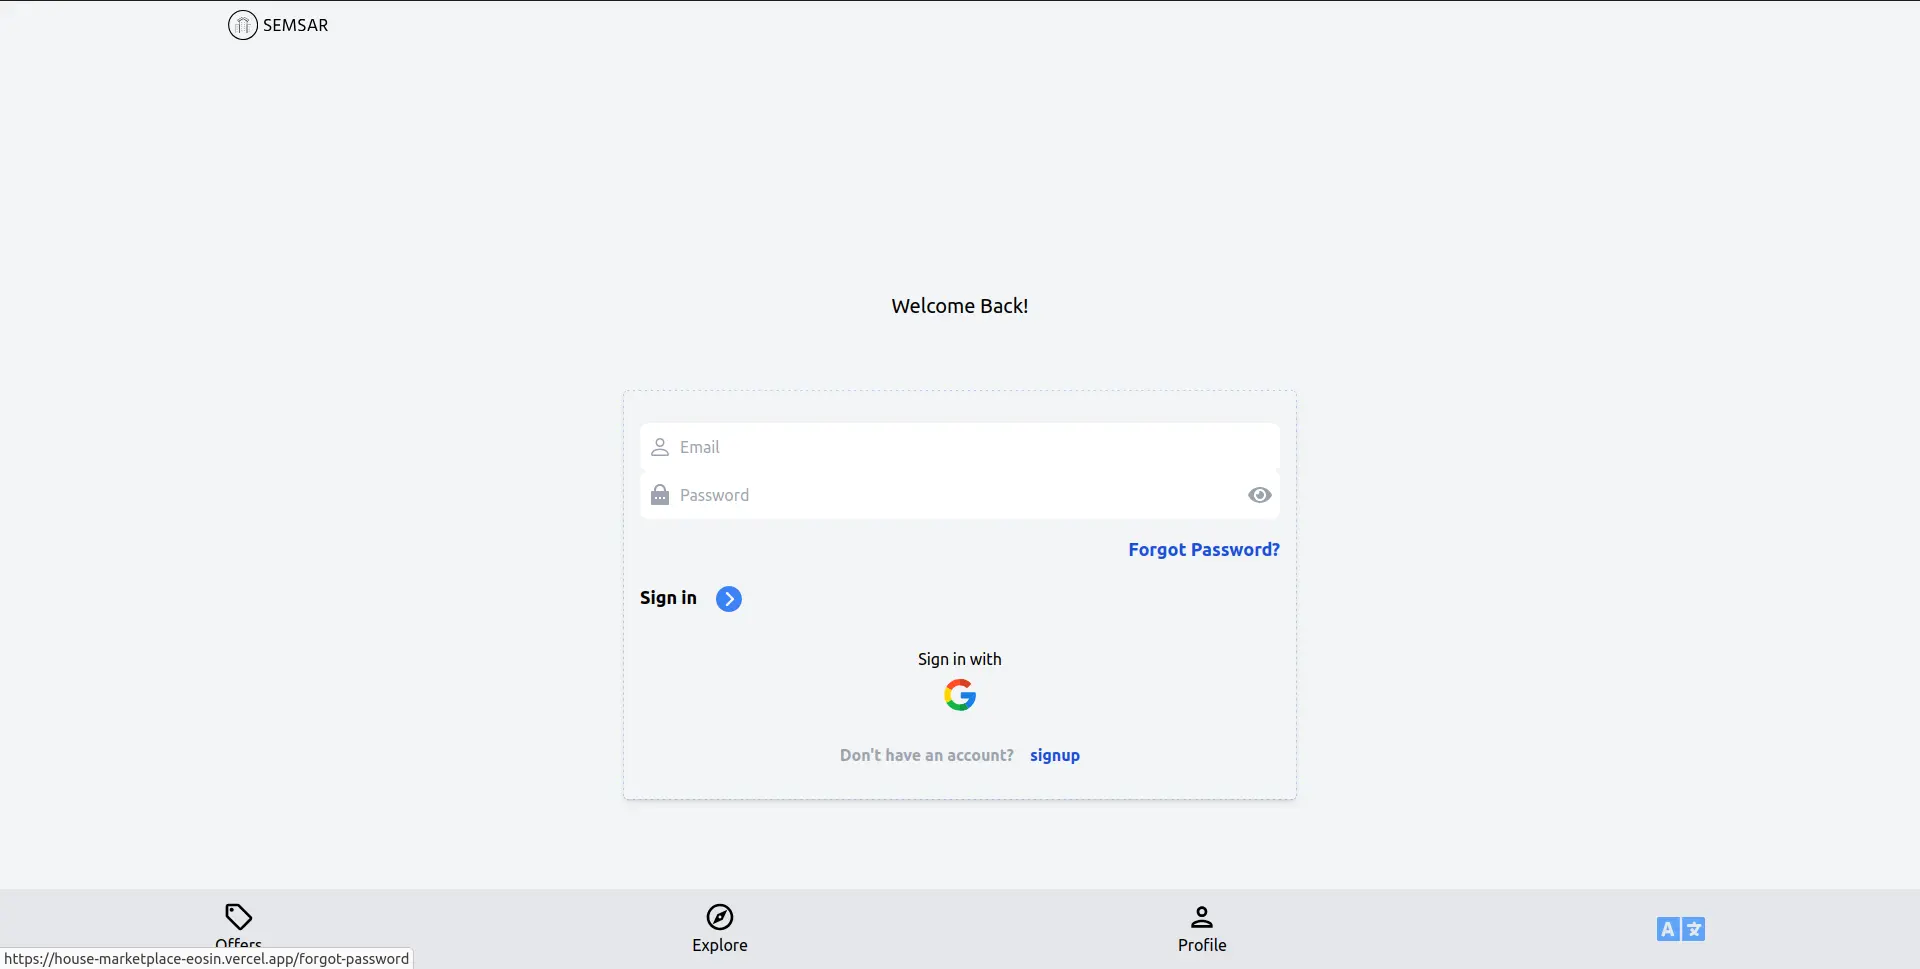 SEMSAR
Welcome Back!
Email
Password
Forgot Password?
Sign in
Sign in with
Don't have an account? signup
Offers
Explore
Profile
A 文
https://house-marketplace-eosin.vercel.app/forgot-password